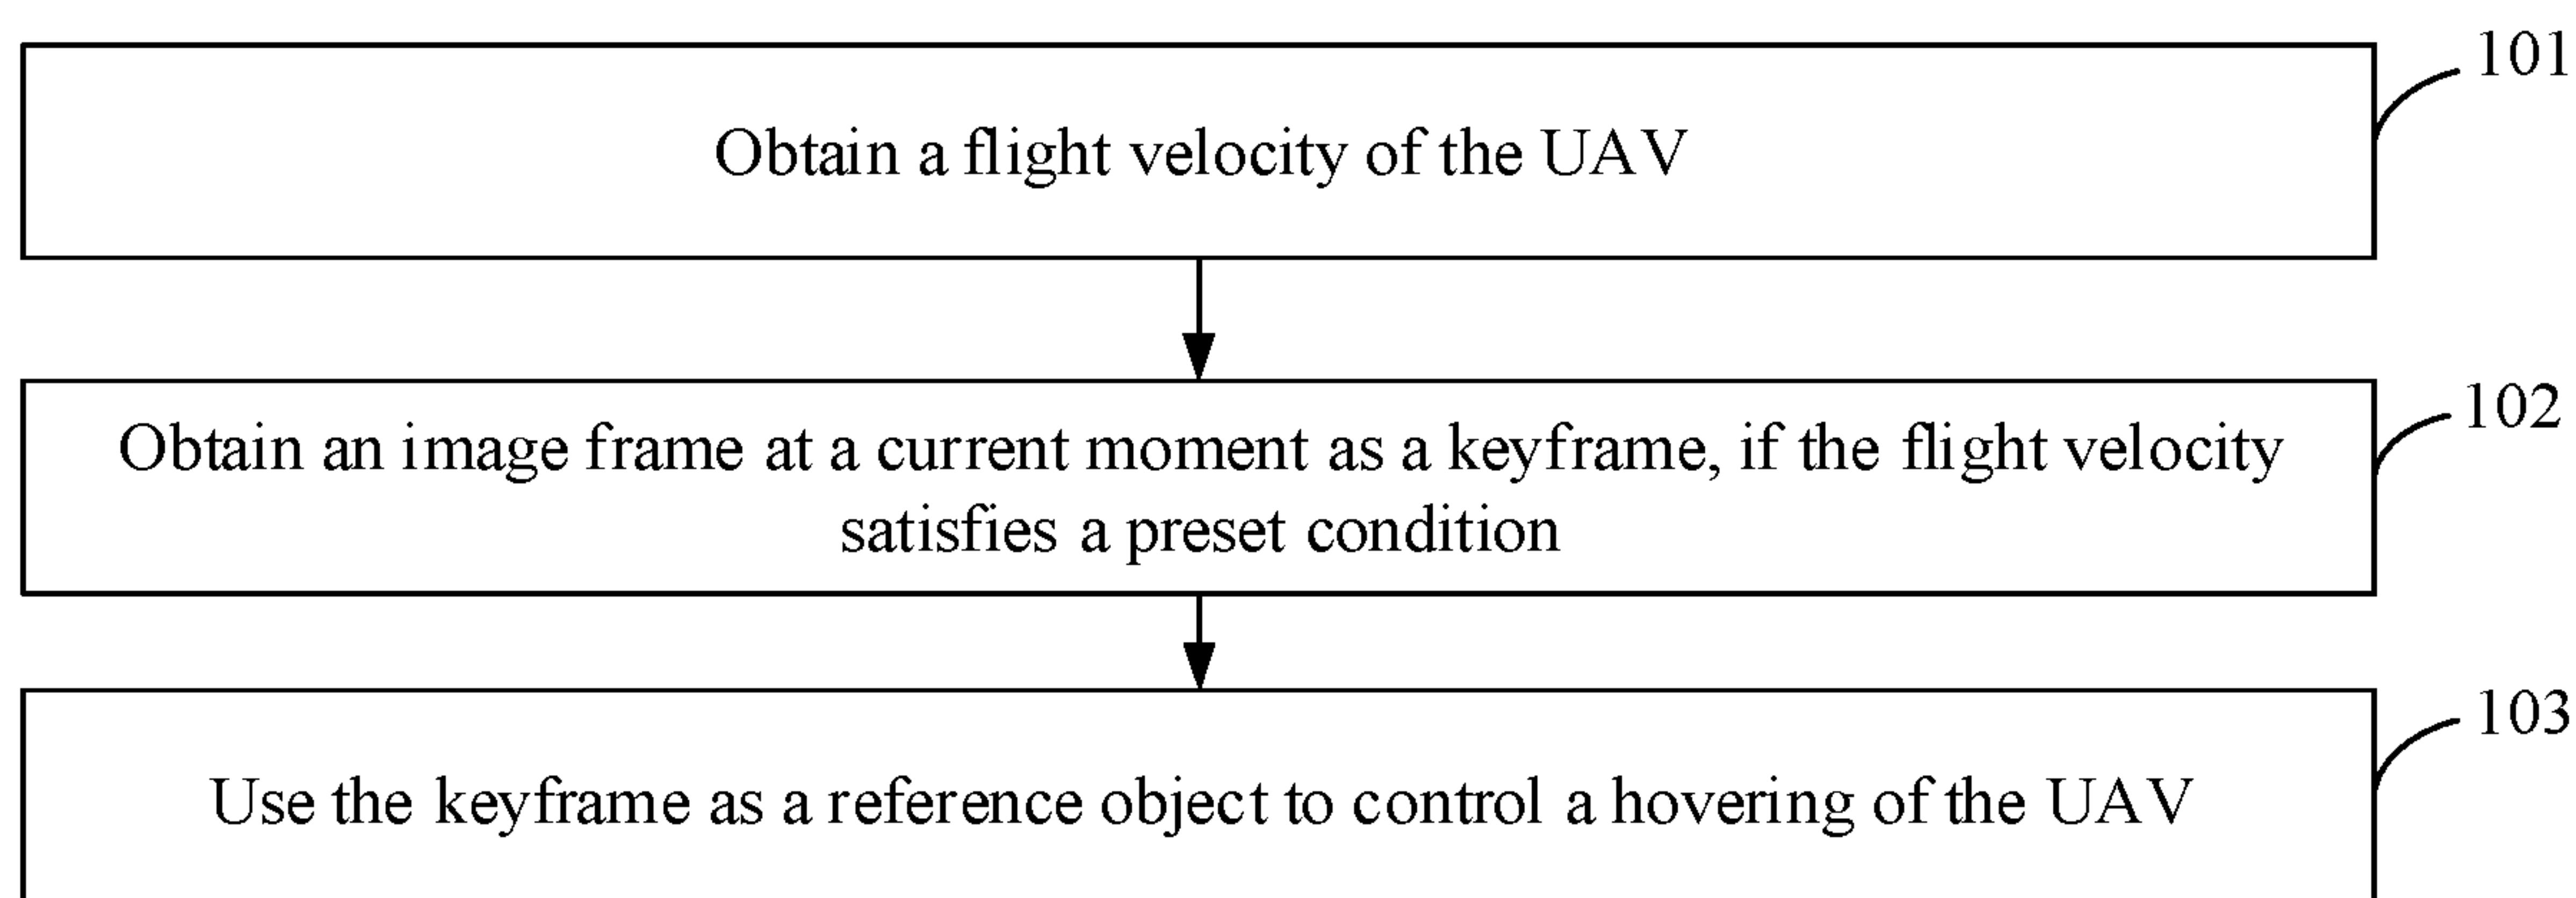 101
Obtain a flight velocity of the UAV
102
Obtain an image frame at a current moment as a keyframe, if the flight velocity
satisfies a preset condition
103
Use the keyframe as a reference object to control a hovering of the UAV